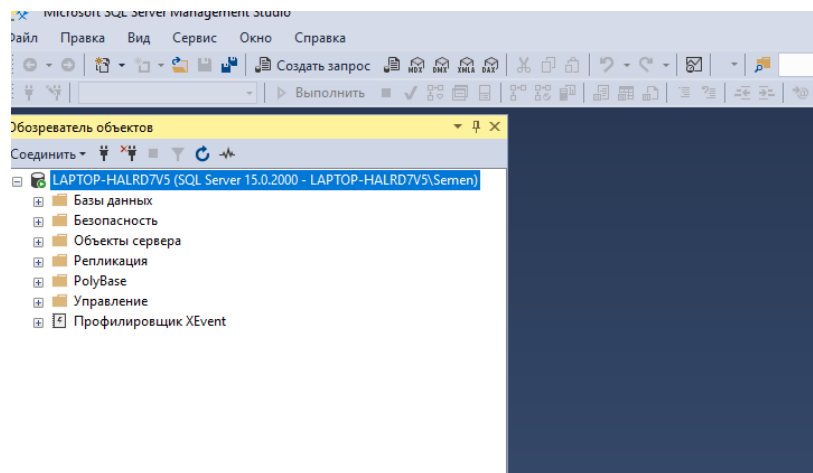 Microsoft SQL Server Management Studio
Файл Правка Вид Сервис Окно Справка
Создать запрос MDX DMX XMLA DAX
Выполнить
Обозреватель объектов
Соединить
LAPTOP-HALRD7V5 (SQL Server 15.0.2000 - LAPTOP-HALRD7V5\Semen)
Базы данных
Безопасность
Объекты сервера
Репликация
PolyBase
Управление
Профилировщик XEvent